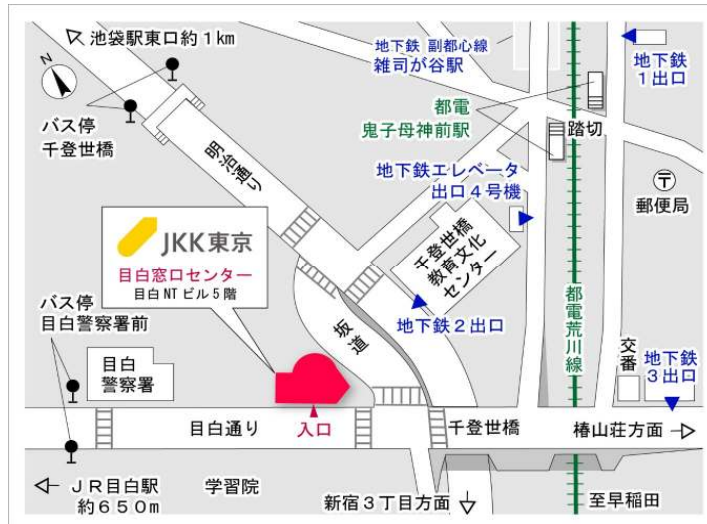 池袋駅東口約1km
N
バス停
千登世橋
明治通り
地下鉄 副都心線
雑司が谷駅
地下鉄
1出口
都電
鬼子母神前駅
踏切
地下鉄エレベータ
出口4号機
〒
郵便局
JKK東京
目白窓口センター
目白NTビル5階
千登世橋
教育文化
センター
地下鉄2出口
都電荒川線
バス停
目白警察署前
坂道
目白
警察署
交番
地下鉄
3出口
目白通り
入口
千登世橋
椿山荘方面
JR目白駅
約650m
学習院
新宿3丁目方面
至早稲田